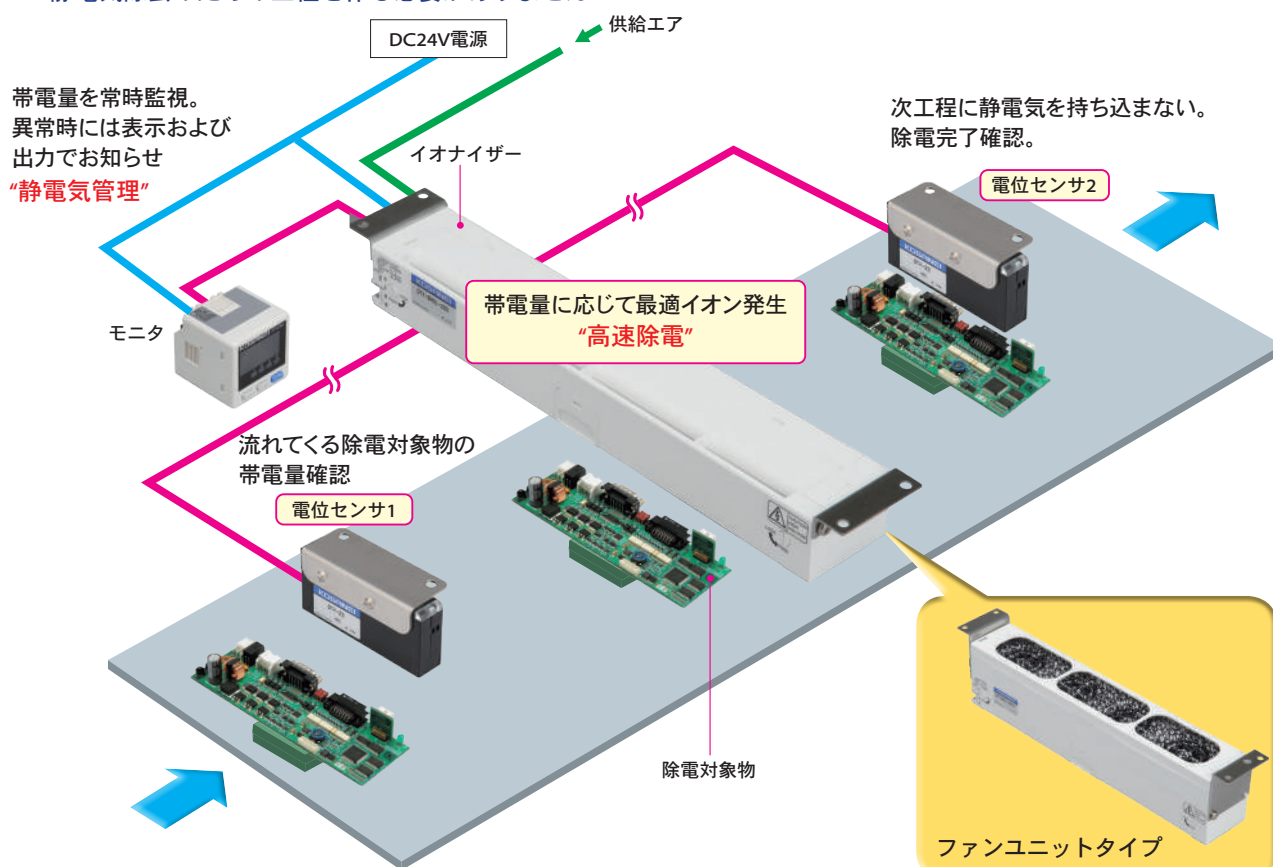 DC24V電源
供給エア
帯電量を常時監視。
異常時には表示および
出力でお知らせ
“静電気管理”
イオナイザー
次工程に静電気を持ち込まない。
除電完了確認。
電位センサ2
帯電量に応じて最適イオン発生
“高速除電”
モニタ
流れてくる除電対象物の
帯電量確認
電位センサ1
KOGANEI
除電対象物
ファンユニットタイプ